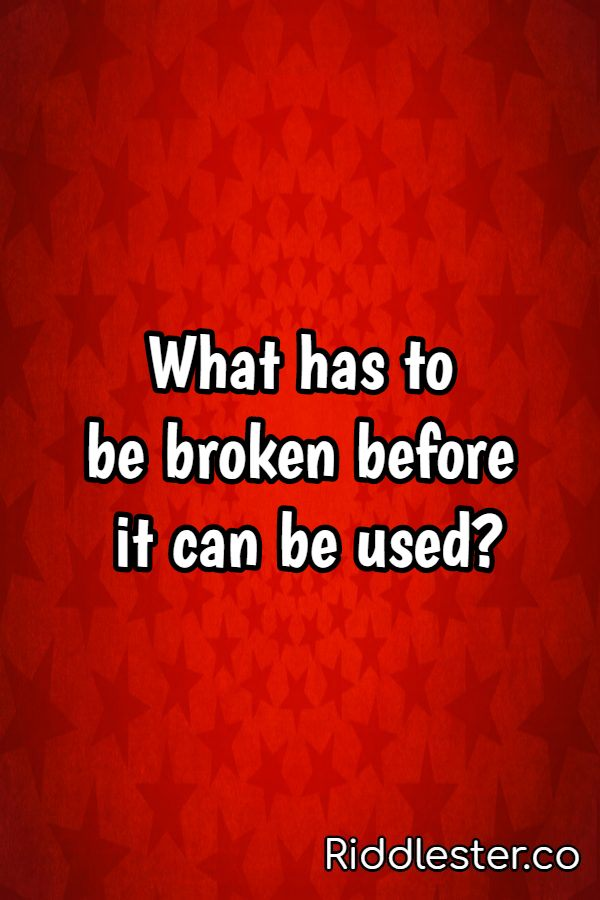 What has to
be broken before
it can be used?
Riddlester.co